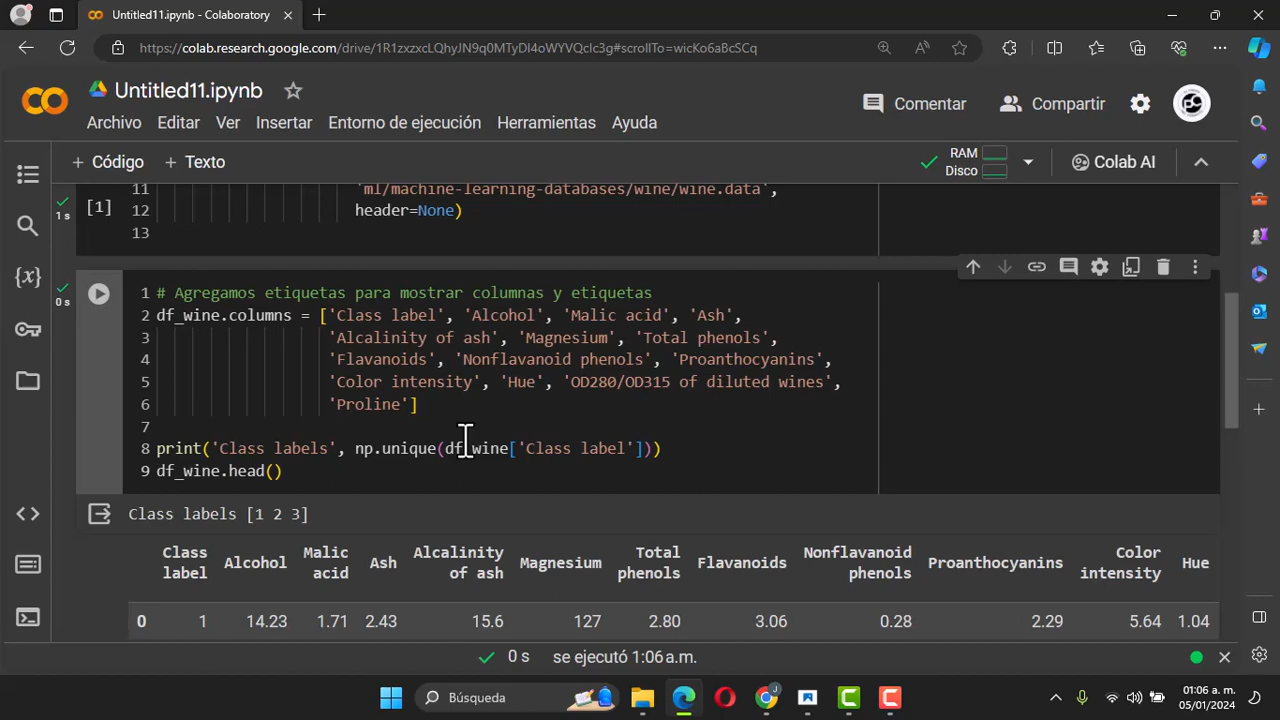 Untitled11.ipynb - Colaboratory
https://colab.research.google.com/drive/1R1zxzxcLQhyJN9q0MTyDI4oWYVQcIc3g#scrollTo=wicKo6aBcSCq
Untitled11.ipynb
Comentar
Compartir
Archivo Editar Ver Insertar Entorno de ejecución Herramientas Ayuda
+ Código + Texto
RAM
Disco
Colab AI
1 s
[1]
11 'ml/machine-learning-databases/wine/wine.data',
12 header=None)
13
0 s
1 # Agregamos etiquetas para mostrar columnas y etiquetas
2 df_wine.columns = ['Class label', 'Alcohol', 'Malic acid', 'Ash',
3 'Alcalinity of ash', 'Magnesium', 'Total phenols',
4 'Flavanoids', 'Nonflavanoid phenols', 'Proanthocyanins',
5 'Color intensity', 'Hue', 'OD280/OD315 of diluted wines',
6 'Proline']
7
8 print('Class labels', np.unique(df_wine['Class label']))
9 df_wine.head()
Class labels [1 2 3]
Class label Alcohol Malic acid Ash Alcalinity of ash Magnesium Total phenols Flavanoids Nonflavanoid phenols Proanthocyanins Color intensity Hue
0 1 14.23 1.71 2.43 15.6 127 2.80 3.06 0.28 2.29 5.64 1.04
0 s se ejecutó 1:06 a.m.
Búsqueda
01:06 a. m.
05/01/2024